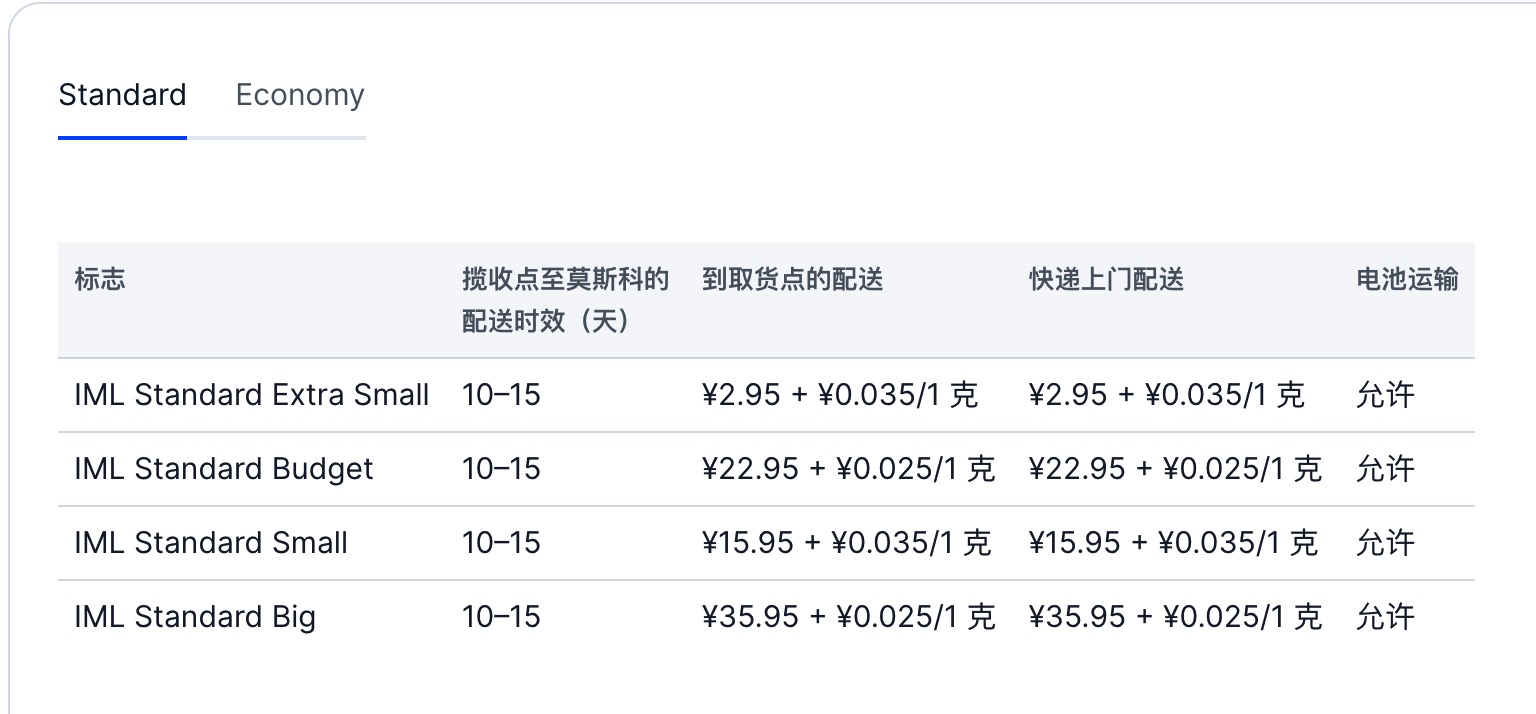 Standard Economy
标志 揽收点至莫斯科的 到取货点的配送 快递上门配送 电池运输
配送时效（天）
IML Standard Extra Small 10–15 ¥2.95 + ¥0.035/1 克 ¥2.95 + ¥0.035/1 克 允许
IML Standard Budget 10–15 ¥22.95 + ¥0.025/1 克 ¥22.95 + ¥0.025/1 克 允许
IML Standard Small 10–15 ¥15.95 + ¥0.035/1 克 ¥15.95 + ¥0.035/1 克 允许
IML Standard Big 10–15 ¥35.95 + ¥0.025/1 克 ¥35.95 + ¥0.025/1 克 允许